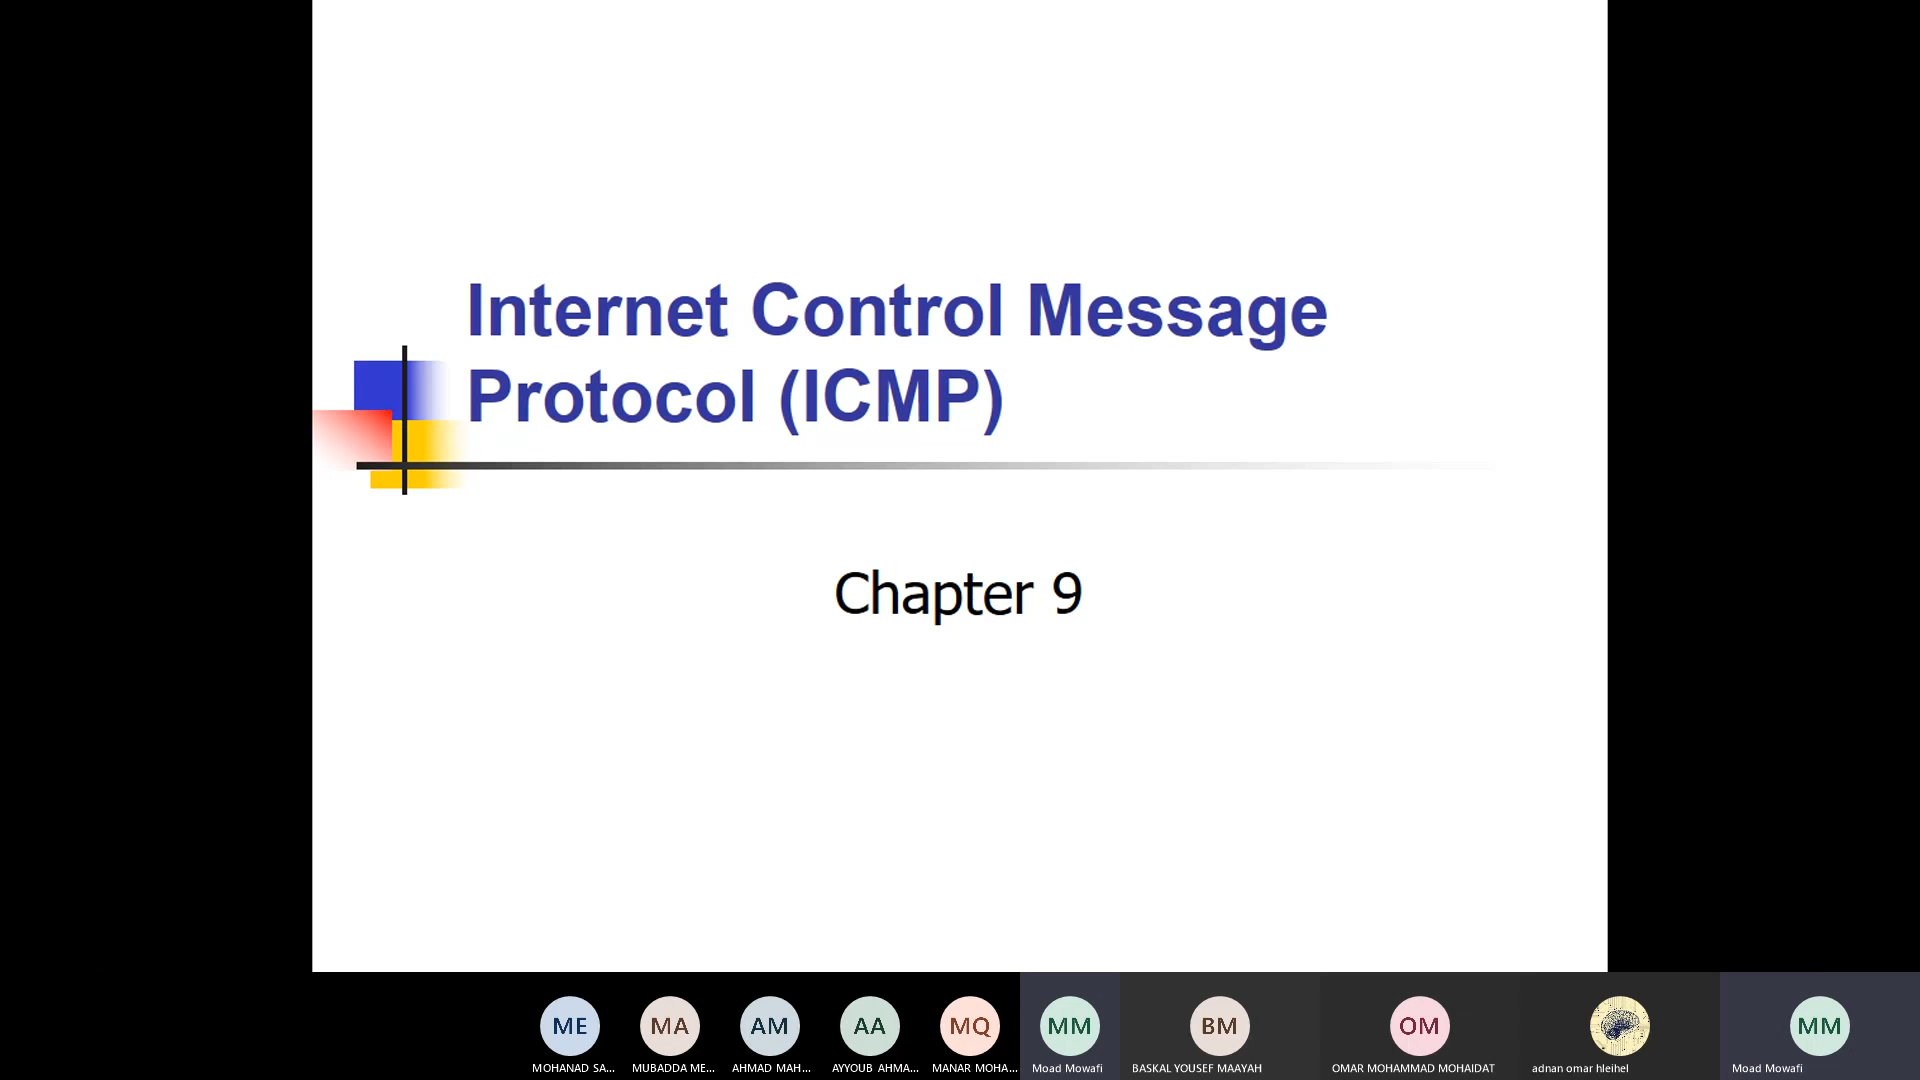 Internet Control Message
Protocol (ICMP)
Chapter 9
ME MA AM AA MQ MM BM OM MM
MOHANAD SA... MUBADDA ME... AHMAD MAH... AYYOUB AHMA... MANAR MOHA... Moad Mowafi BASKAL YOUSEF MAAYAH OMAR MOHAMMAD MOHAIDAT adnan omar hleihel Moad Mowafi